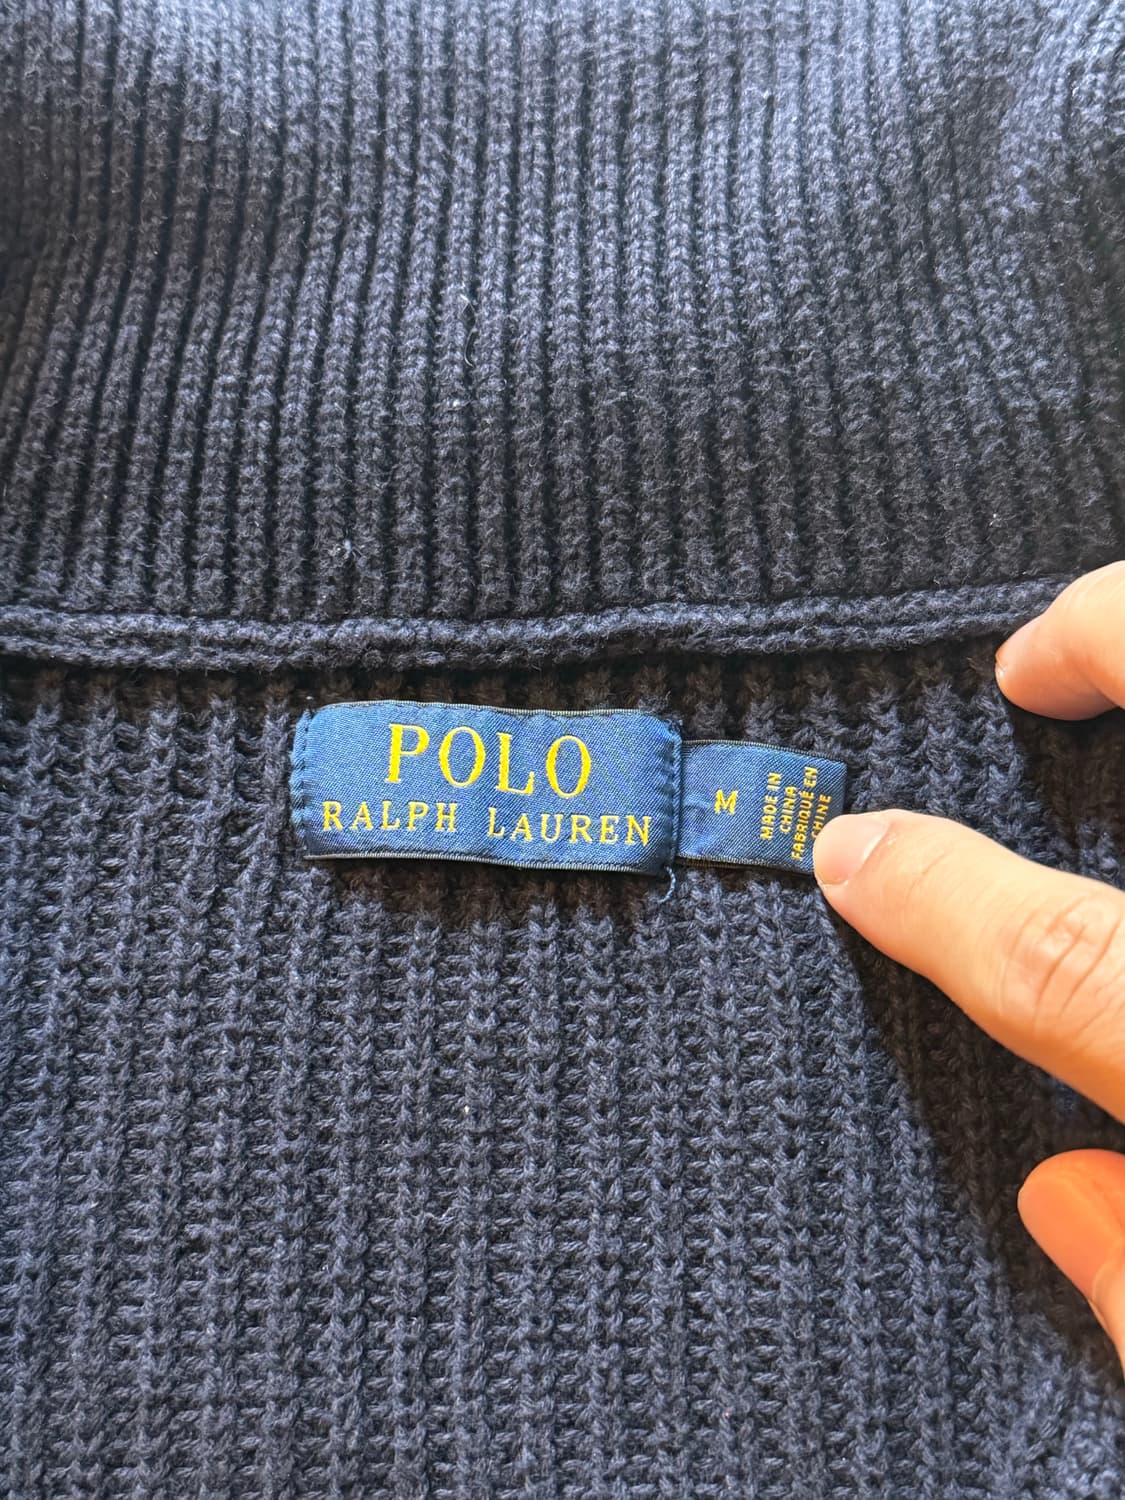 POLO
RALPH LAUREN
M
MADE IN
CHINA
FABRIQUÉ EN
CHINE